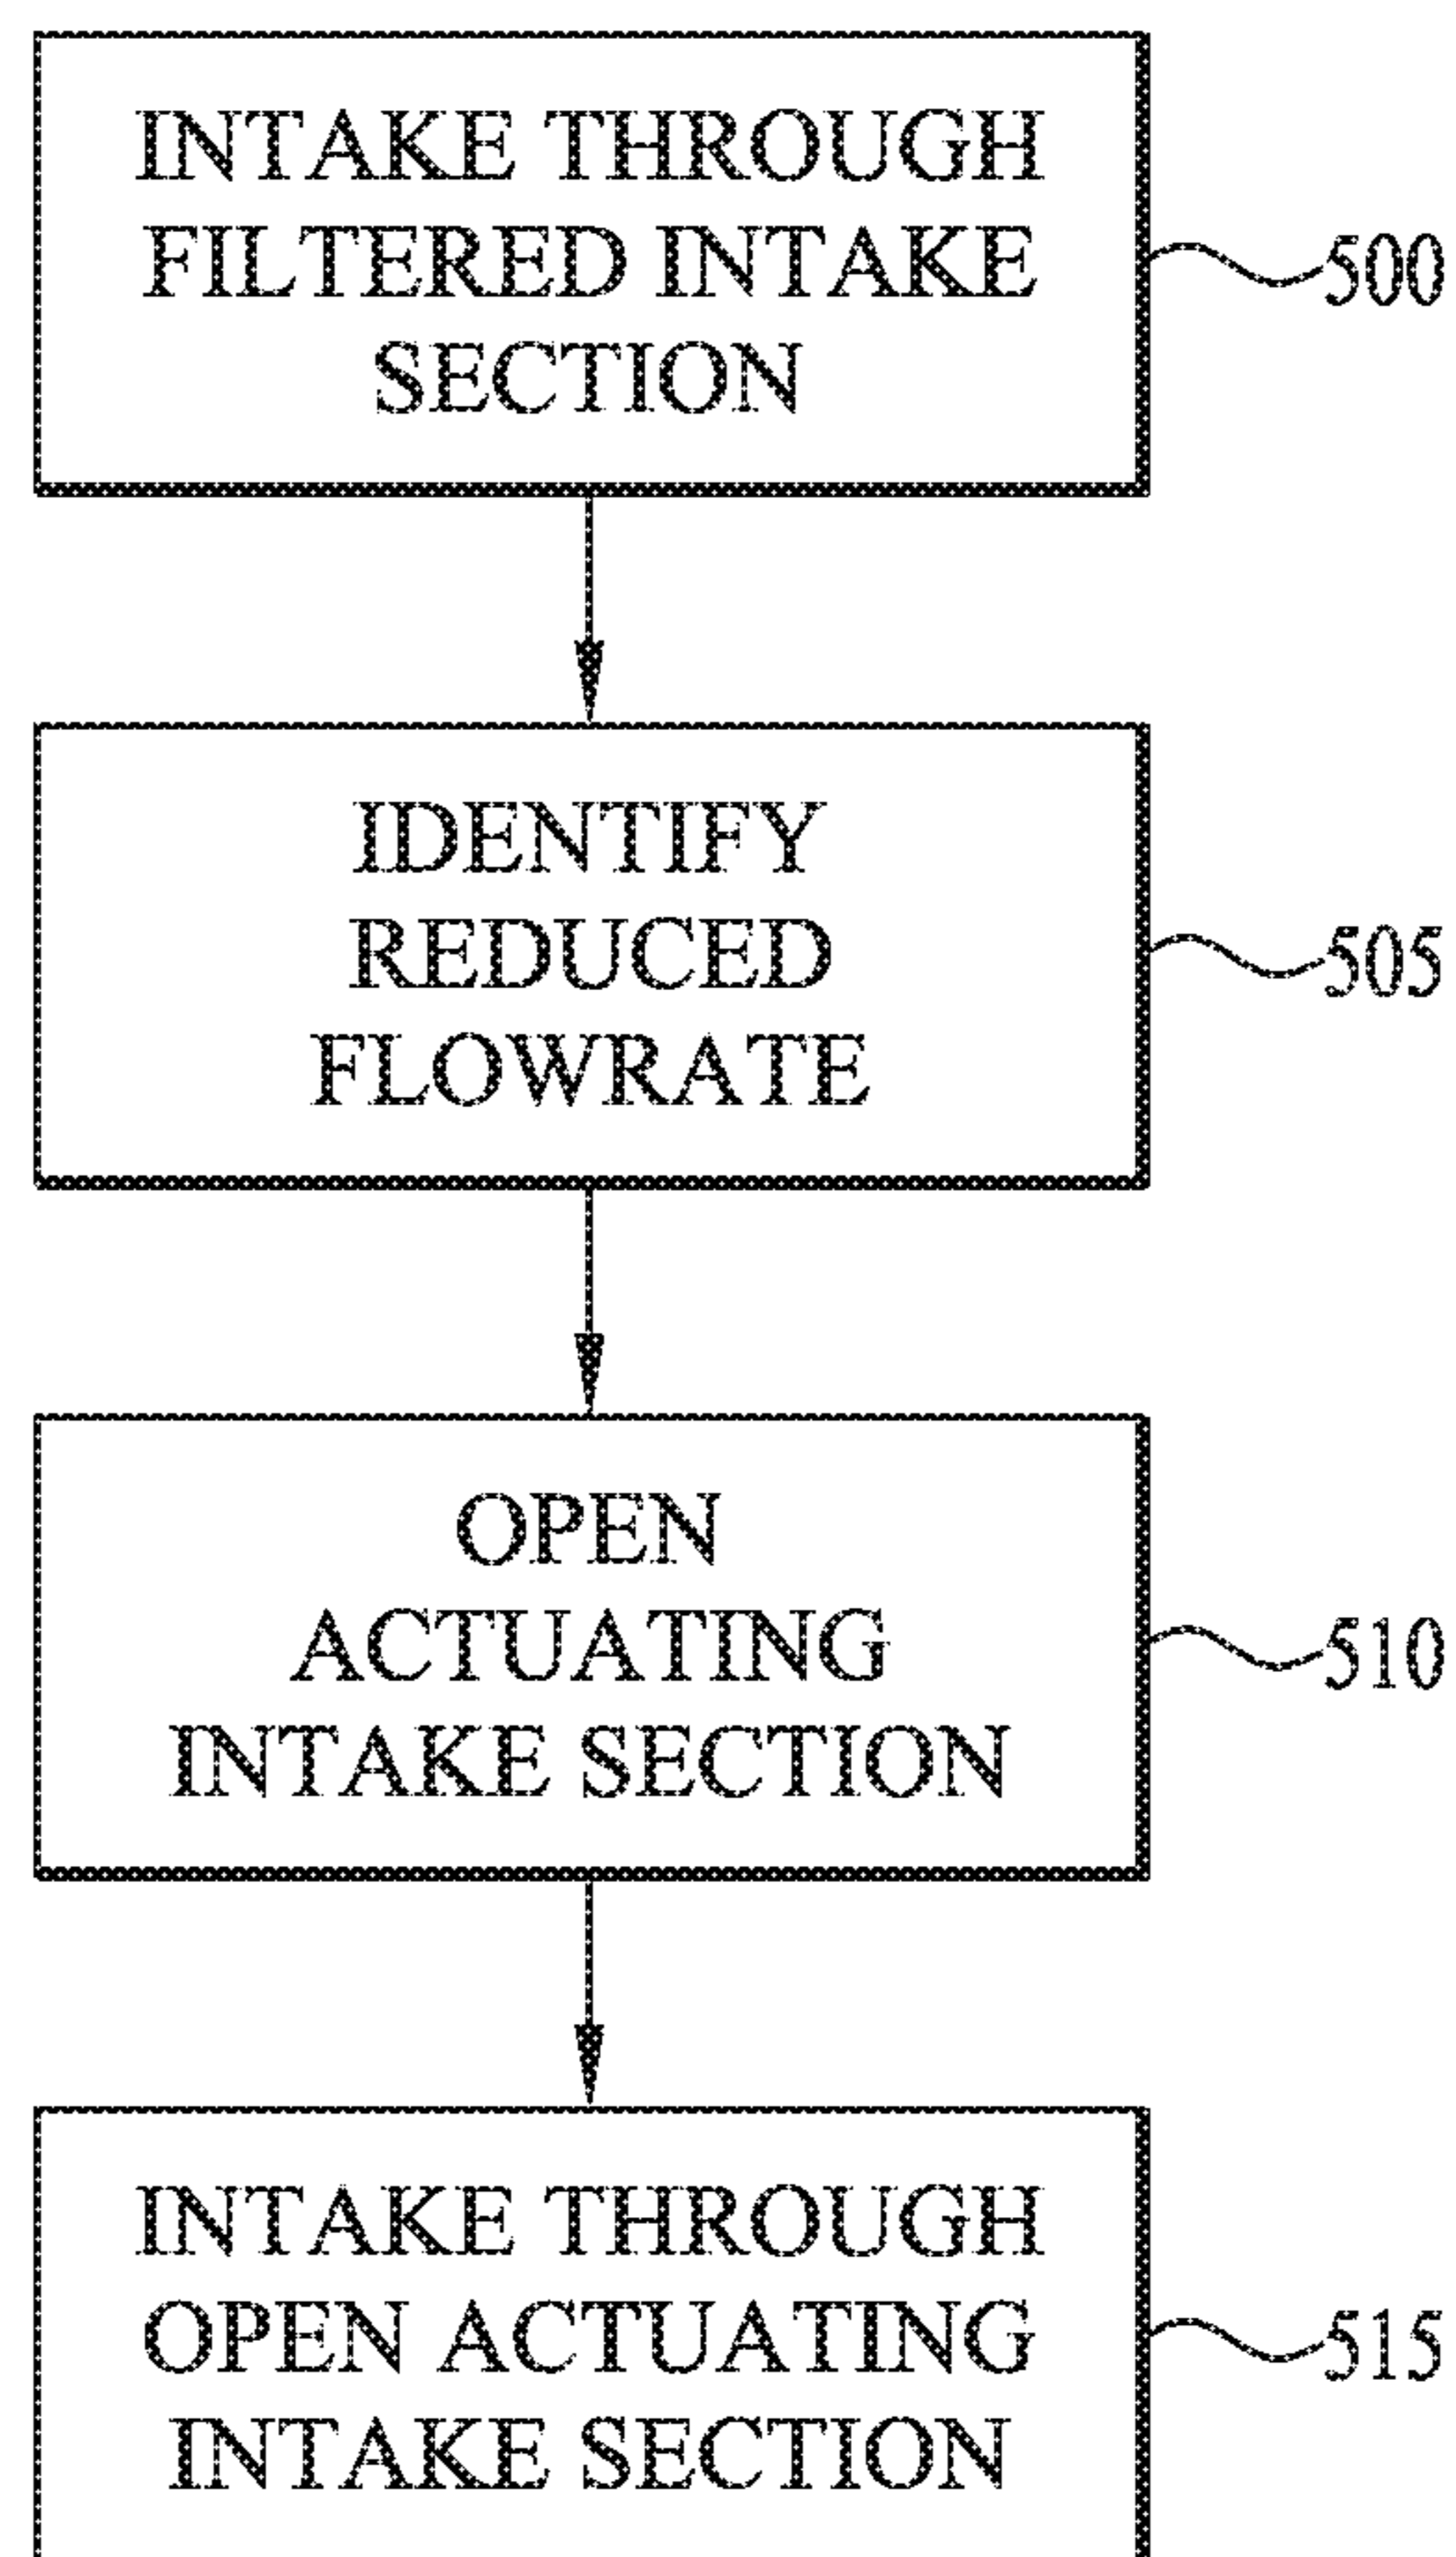 INTAKE THROUGH
FILTERED INTAKE
SECTION
500
IDENTIFY
REDUCED
FLOWRATE
505
OPEN
ACTUATING
INTAKE SECTION
510
INTAKE THROUGH
OPEN ACTUATING
INTAKE SECTION
515